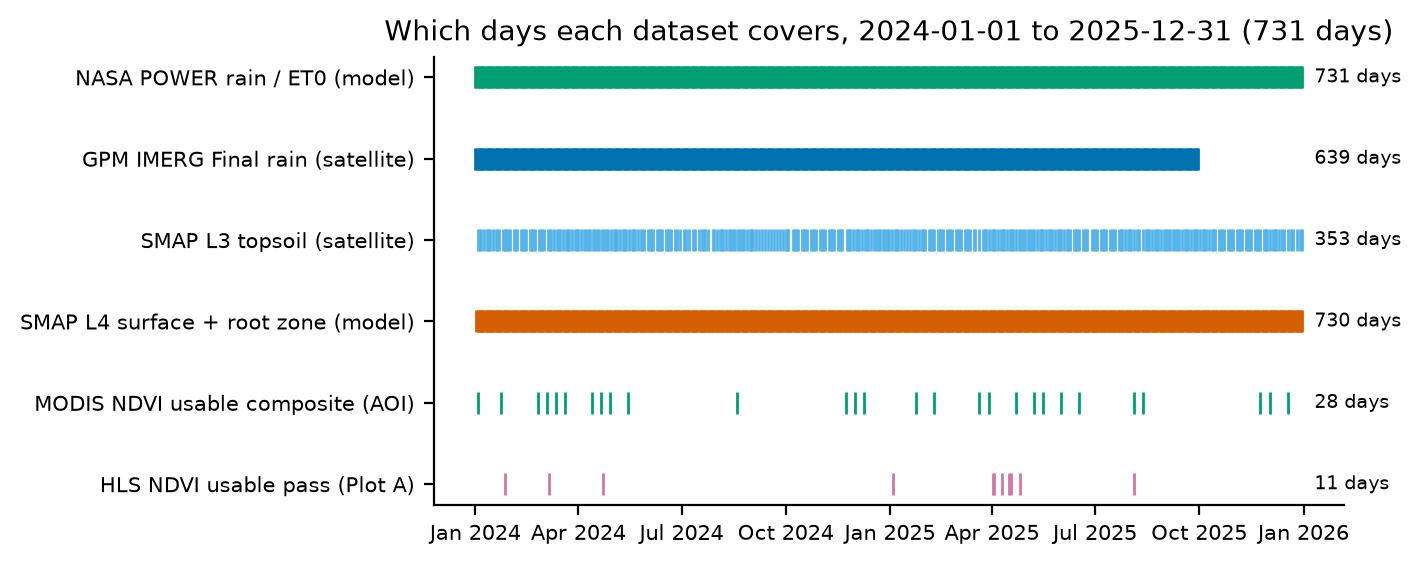 Which days each dataset covers, 2024-01-01 to 2025-12-31 (731 days)
NASA POWER rain / ET0 (model)
731 days
GPM IMERG Final rain (satellite)
639 days
SMAP L3 topsoil (satellite)
353 days
SMAP L4 surface + root zone (model)
730 days
MODIS NDVI usable composite (AOI)
28 days
HLS NDVI usable pass (Plot A)
11 days
Jan 2024 Apr 2024 Jul 2024 Oct 2024 Jan 2025 Apr 2025 Jul 2025 Oct 2025 Jan 2026